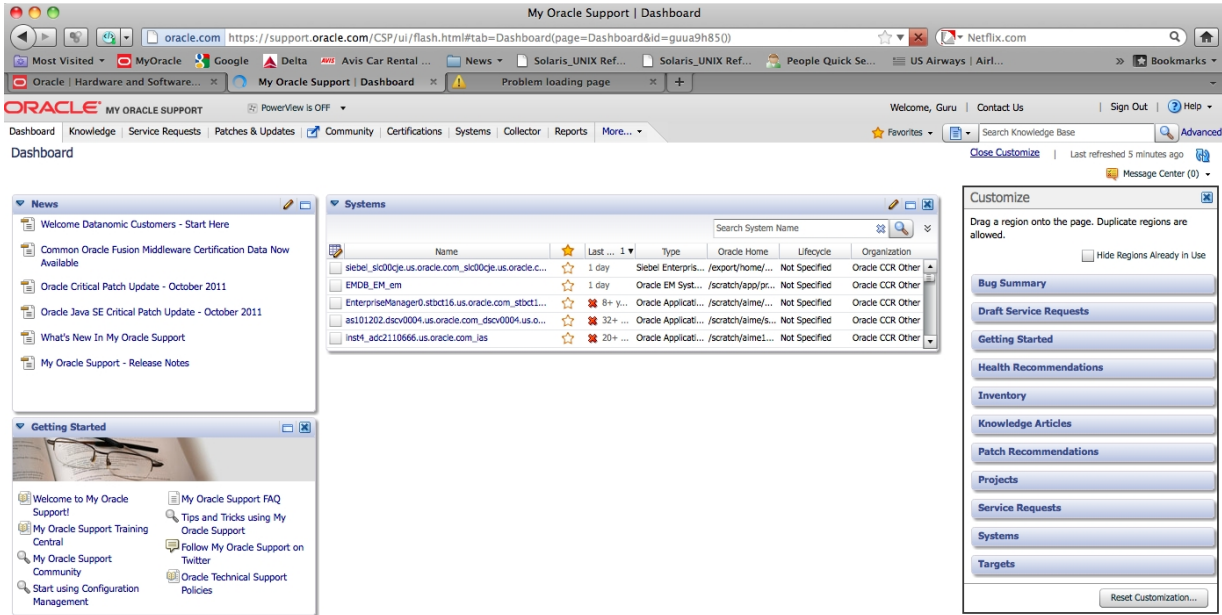 My Oracle Support | Dashboard
oracle.com https://support.oracle.com/CSP/ui/flash.html#tab=Dashboard(page=Dashboard&id=guua9h85()) Netflix.com
Most Visited MyOracle Google Delta AVIS Avis Car Rental ... News Solaris_UNIX Ref... Solaris_UNIX Ref... People Quick Se... US Airways | Airl... » Bookmarks
Oracle | Hardware and Software... × My Oracle Support | Dashboard × Problem loading page × +
ORACLE MY ORACLE SUPPORT PowerView is OFF Welcome, Guru | Contact Us | Sign Out | Help
Dashboard Knowledge Service Requests Patches & Updates Community Certifications Systems Collector Reports More... Favorites Search Knowledge Base Advanced
Dashboard Close Customize | Last refreshed 5 minutes ago
Message Center (0)
News
Welcome Datanomic Customers - Start Here
Common Oracle Fusion Middleware Certification Data Now
Available
Oracle Critical Patch Update - October 2011
Oracle Java SE Critical Patch Update - October 2011
What's New In My Oracle Support
My Oracle Support - Release Notes
Getting Started
Welcome to My Oracle
Support!
My Oracle Support Training
Central
My Oracle Support
Community
Start using Configuration
Management
My Oracle Support FAQ
Tips and Tricks using My
Oracle Support
Follow My Oracle Support on
Twitter
Oracle Technical Support
Policies
Systems
Search System Name
Name Last ... 1 Type Oracle Home Lifecycle Organization
siebel_slc00cje.us.oracle.com_slc00cje.us.oracle.c... 1 day Siebel Enterpris... /export/home/... Not Specified Oracle CCR Other
EMDB_EM_em 1 day Oracle EM Syst... /scratch/app/pr... Not Specified Oracle CCR Other
EnterpriseManager0.stbct16.us.oracle.com_stbct1... 8+ y... Oracle Applicati... /scratch/aime/... Not Specified Oracle CCR Other
as101202.dscv0004.us.oracle.com_dscv0004.us.o... 32+ ... Oracle Applicati... /scratch/aime/s... Not Specified Oracle CCR Other
inst4_adc2110666.us.oracle.com_ias 20+ ... Oracle Applicati... /scratch/aime1... Not Specified Oracle CCR Other
Customize
Drag a region onto the page. Duplicate regions are
allowed.
Hide Regions Already in Use
Bug Summary
Draft Service Requests
Getting Started
Health Recommendations
Inventory
Knowledge Articles
Patch Recommendations
Projects
Service Requests
Systems
Targets
Reset Customization...